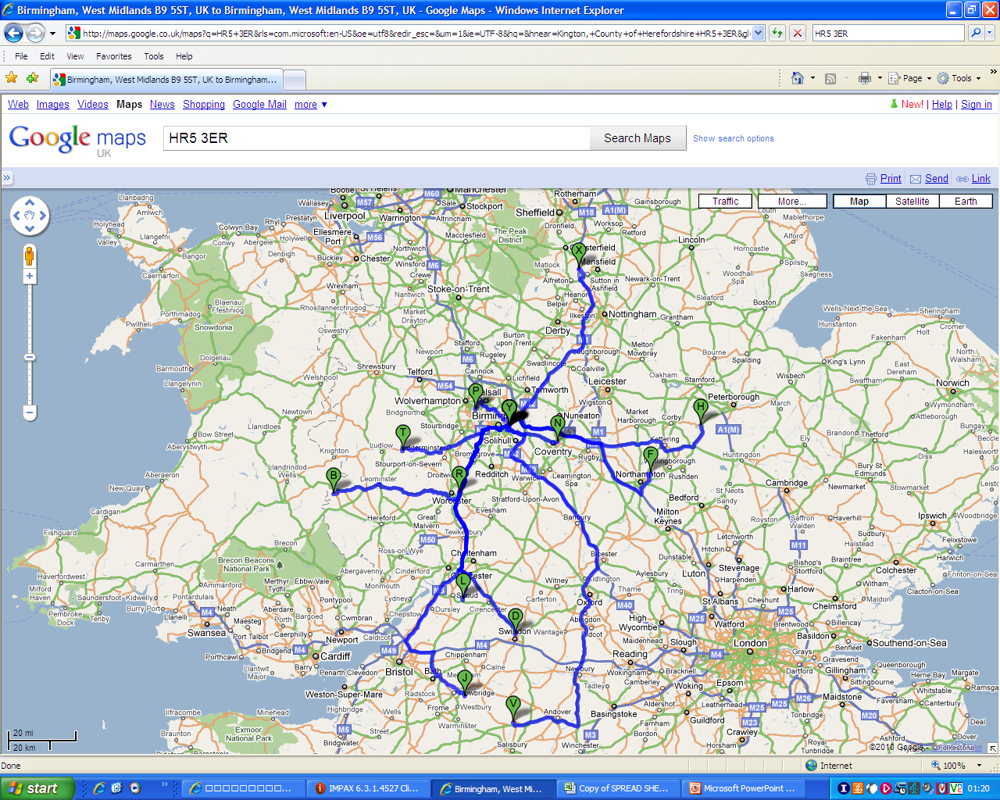 Birmingham, West Midlands B9 5ST, UK to Birmingham, West Midlands B9 5ST, UK - Google Maps - Windows Internet Explorer
http://maps.google.co.uk/maps?q=HR5+3ER&rls=com.microsoft:en-US&oe=utf8&redir_esc=&um=1&ie=UTF-8&hq=&hnear=Kington,+County+of+Herefordshire+HR5+3ER&gl
HR5 3ER
File Edit View Favorites Tools Help
Birmingham, West Midlands B9 5ST, UK to Birmingham...
Page Tools
Web Images Videos Maps News Shopping Google Mail more ▼
New! | Help | Sign in
Google maps
UK
HR5 3ER
Search Maps
Show search options
Print Send Link
Traffic More... Map Satellite Earth
Llanbadrig
Amlwch
Holyhead
Valley
Llangefni
Bangor
Caernarfon
Colwyn Bay
Conwy
Abergele
Rhyl
Prestatyn
Holywell
Flint
Denbigh
Bootle
St Helens
Wallasey
Liverpool
Ellesmere
Port
Buckley
Chester
Warrington
Northwich
Winsford
Crewe
Nantwich
Manchester
Sale
Stockport
Altrincham
Macclesfield
The Peak
District
Sheffield
Rotherham
Dronfield
Worksop
Retford
Gainsborough
Lincoln
Louth
Mablethorpe
Alford
Horncastle
Spilsby
Skegness
Woodhall
Spa
Chesterfield
Mansfield
Matlock
Alfreton
Sutton in
Ashfield
Newark-on-Trent
Heanor
Belper
Ilkeston
Nottingham
Derby
Sleaford
Boston
Grantham
Wrexham
Rhosllannerchrugog
Stoke-on-Trent
Market
Drayton
Oswestry
Blaenau
Ffestiniog
Porthmadog
Pwllheli
Snowdonia
Dolgellau
Barmouth
Llangelynin
Welshpool
Shrewsbury
Newport
Telford
Stafford
Rugeley
Cannock
Burton
upon Trent
Swadlincote
Loughborough
Coalville
Melton
Mowbray
Bourne
Spalding
Stamford
Wisbech
King's Lynn
Wells-Next-the-Sea
Hunstanton
Sheringham
Cromer
Fakenham
Holt
North
Walsham
East
Dereham
Swaffham
Norwich
Wymondham
Attleborough
Lichfield
Tamworth
Leicester
Wigston
Walsall
Wolverhampton
Bridgnorth
Stourbridge
Birmingham
Solihull
Nuneaton
Coventry
Market
Harborough
Corby
Peterborough
March
Kettering
Wellingborough
Rushden
Huntingdon
Ely
Thetford
Diss
Halesworth
Bury St
Edmunds
Newmarket
Stowmarket
Cambridge
St Neots
Sandy
Bedford
Northampton
Milton
Keynes
Rugby
Leamington
Spa
Warwick
Redditch
Bromsgrove
Kidderminster
Stourport-on-Severn
Droitwich
Worcester
Stratford-Upon-Avon
Evesham
Great
Malvern
Ludlow
Leominster
Hereford
Knighton
Llandrindod
Wells
Llanidloes
Bow Street
Aberystwyth
Aberaeron
New Quay
Cardigan
Fishguard
Haverfordwest
Milford
Haven
Pembroke
Dock
Tenby
Carmarthen
Ammanford
Llandeilo
Kidwelly
Burry Port
Llanelli
Swansea
Neath
Brecon
Brecon Beacons
National Park
Merthyr
Tydfil
Ebbw Vale
Abergavenny
Pontypool
Cwmbran
Newport
Maesteg
Port Talbot
Pontypridd
Caerphilly
Bridgend
Porthcawl
Llantwit
Major
Barry
Cardiff
Penarth
Clevedon
Weston-Super-Mare
Ross-on-Wye
Cinderford
Lydney
Chepstow
Tewkesbury
Cheltenham
Gloucester
Stroud
Dursley
Cirencester
Swindon
Wantage
Witney
Carterton
Oxford
Abingdon
Didcot
Kidlington
Bicester
Banbury
Aylesbury
Tring
Dunstable
Luton
Letchworth
Hitchin
Stevenage
Harpenden
St Albans
Watford
High
Wycombe
Maidenhead
Slough
Reading
Wokingham
Bracknell
Camberley
Woking
Epsom
London
Harlow
Cheshunt
Brentwood
Basildon
Chelmsford
Maldon
Bishop's
Stortford
Braintree
Halstead
Sudbury
Haverhill
Saffron
Walden
Royston
Colchester
Ipswich
Woodbridge
Felixstowe
Harwich
Frinton-on-Sea
Clacton-on-Sea
Southend-on-Sea
Grays
Dartford
Benfleet
Gillingham
Sittingbourne
Maidstone
Queenborough
Herne Bay
Whitstable
Canterbury
Margate
Ramsgate
Deal
Dover
Ashford
Folkestone
Tonbridge
Royal
Tunbridge
Crawley
Horley
Leatherhead
Guildford
Aldershot
Farnham
Bordon
Alton
Basingstoke
Tadley
Newbury
Andover
Winchester
Salisbury
Warminster
Westbury
Trowbridge
Melksham
Calne
Chippenham
Bath
Bristol
Radstock
Frome
Wells
Highbridge
Bridgwater
Street
Minehead
Ilfracombe
Braunton
Barnstaple
Exmoor
National Park
X P Y H N T F B R L D J V
M60 M57 M56 M6 M18 A1(M) M1 M6 M54 M1 A1(M) M50 M11 M40 M25 M25 M4 M4 M4 M4 M49 M5 M5 M3 M25 M25 M26 M20 M23
20 mi
20 km
©2010 Google
Done
Internet
100%
start
IMPAX 6.3.1.4527 Cli...
Birmingham, West Mi...
Copy of SPREAD SHE...
Microsoft PowerPoint ...
01:20